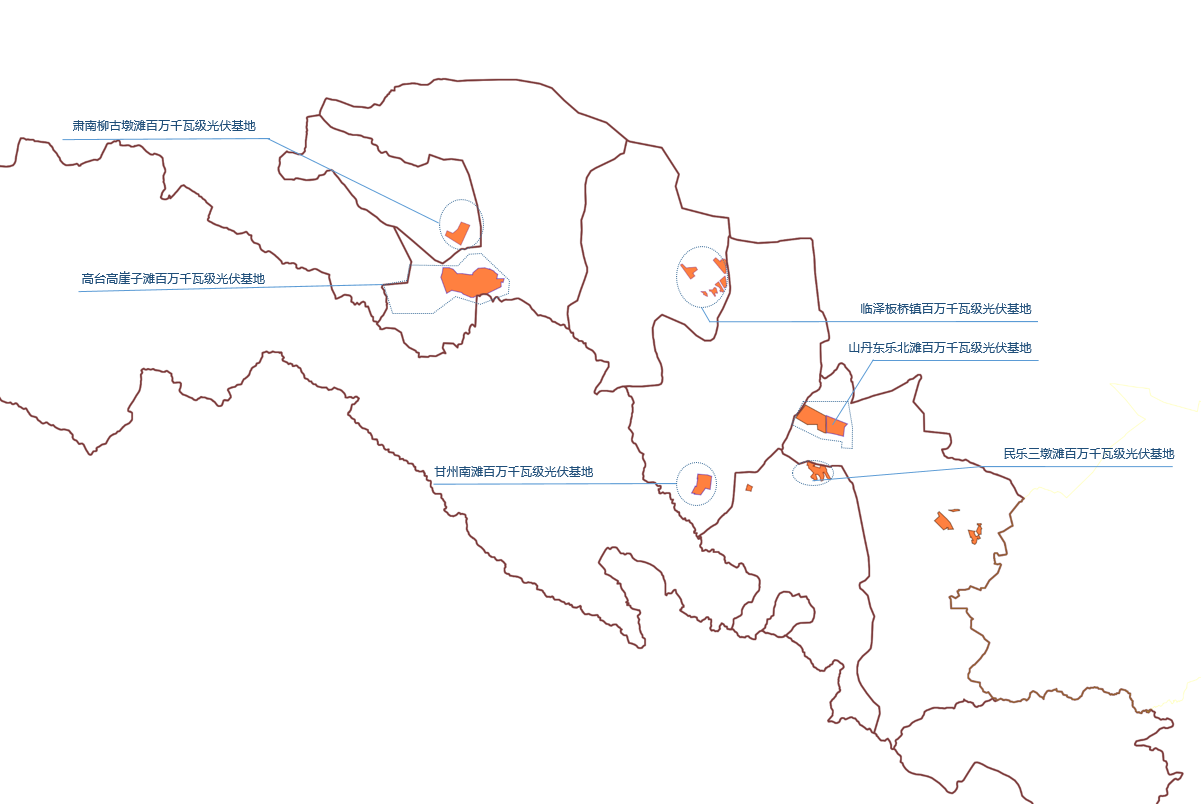 肃南柳古墩滩百万千瓦级光伏基地
高台高崖子滩百万千瓦级光伏基地
临泽板桥镇百万千瓦级光伏基地
山丹东乐北滩百万千瓦级光伏基地
民乐三墩滩百万千瓦级光伏基地
甘州南滩百万千瓦级光伏基地